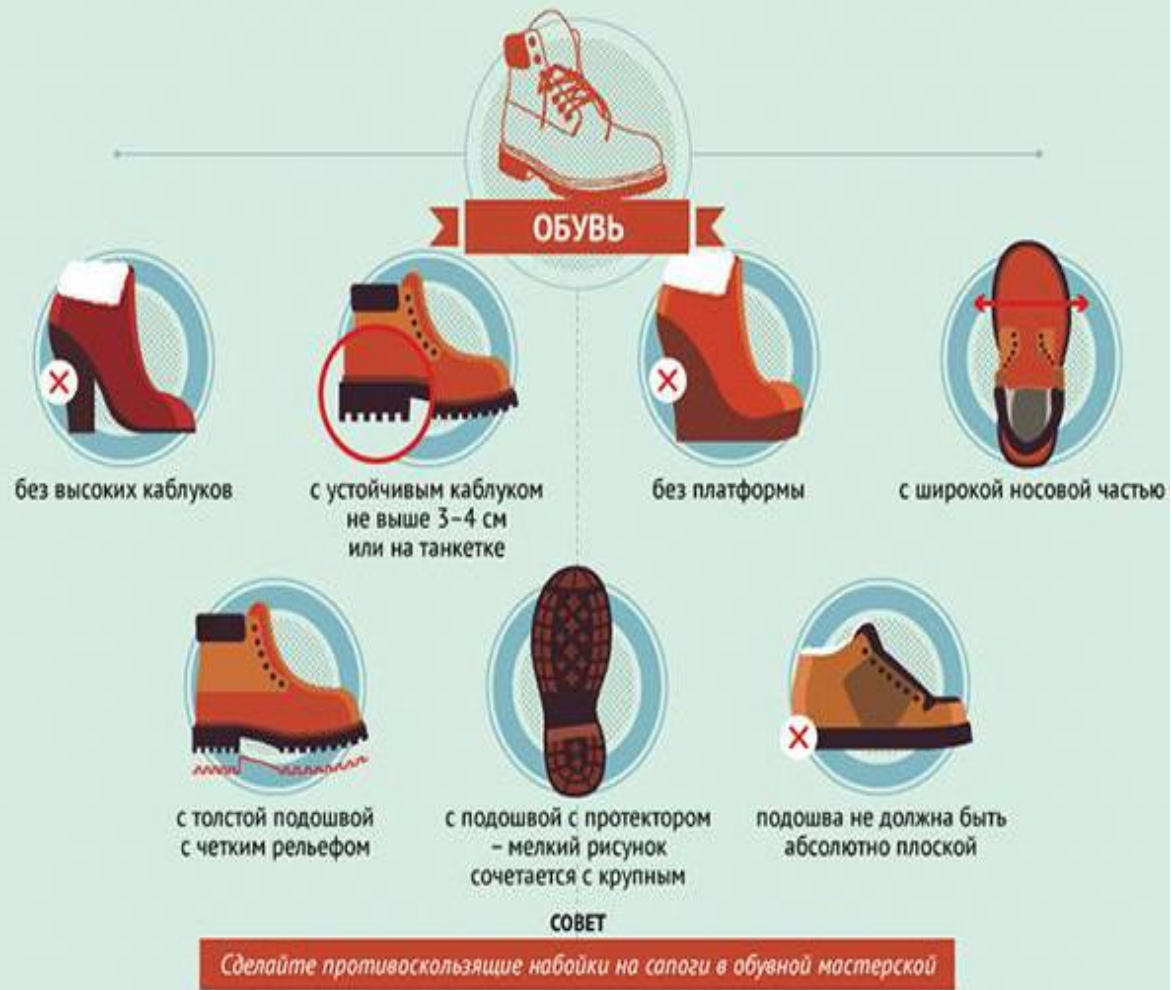 ОБУВЬ
без высоких каблуков
с устойчивым каблуком
не выше 3–4 см
или на танкетке
без платформы
с широкой носовой частью
с толстой подошвой
с четким рельефом
с подошвой с протектором
– мелкий рисунок
сочетается с крупным
подошва не должна быть
абсолютно плоской
СОВЕТ
Сделайте противоскользящие набойки на сапоги в обувной мастерской